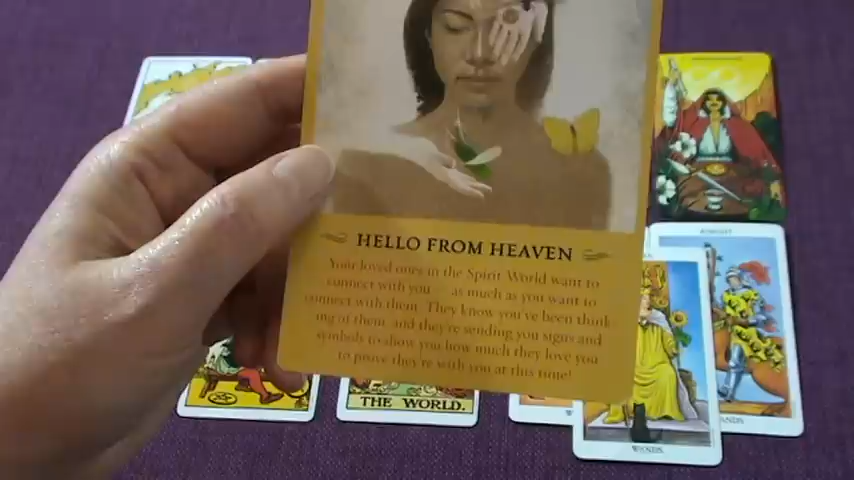 HELLO FROM HEAVEN
Your loved ones in the Spirit World want to
connect with you as much as you want to
connect with them. They know you've been think-
ing of them, and they're sending you signs and
symbols to show you how much they love you
to prove they're with you at this time!
KNIGHT
THE WORLD.
WANDS
WANDS